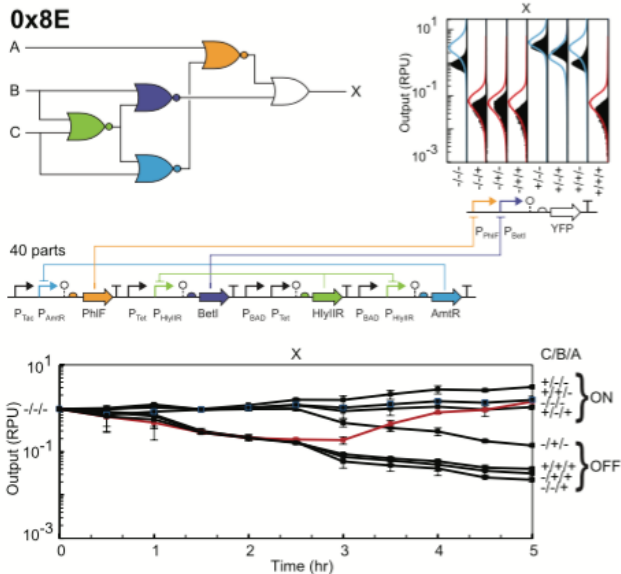 0x8E
A
B
C
X
X
Output (RPU)
10^1
10^-1
10^-3
-/-/-
-/-/+
-/+/-
-/+/+
+/-/-
+/-/+
+/+/-
+/+/+
P_PhlF P_BetI YFP
40 parts
P_Tac P_AmtR PhlF P_Tet P_HlyIIR BetI P_BAD P_Tet HlyIIR P_BAD P_HlyIIR AmtR
X
C/B/A
Output (RPU)
10^1
-/-/-
10^-1
10^-3
+/-/-
+/+/-
-/-/-
+/-/+
ON
-/+/-
+/+/+
-/+/+
-/-/+
OFF
0 1 2 3 4 5
Time (hr)